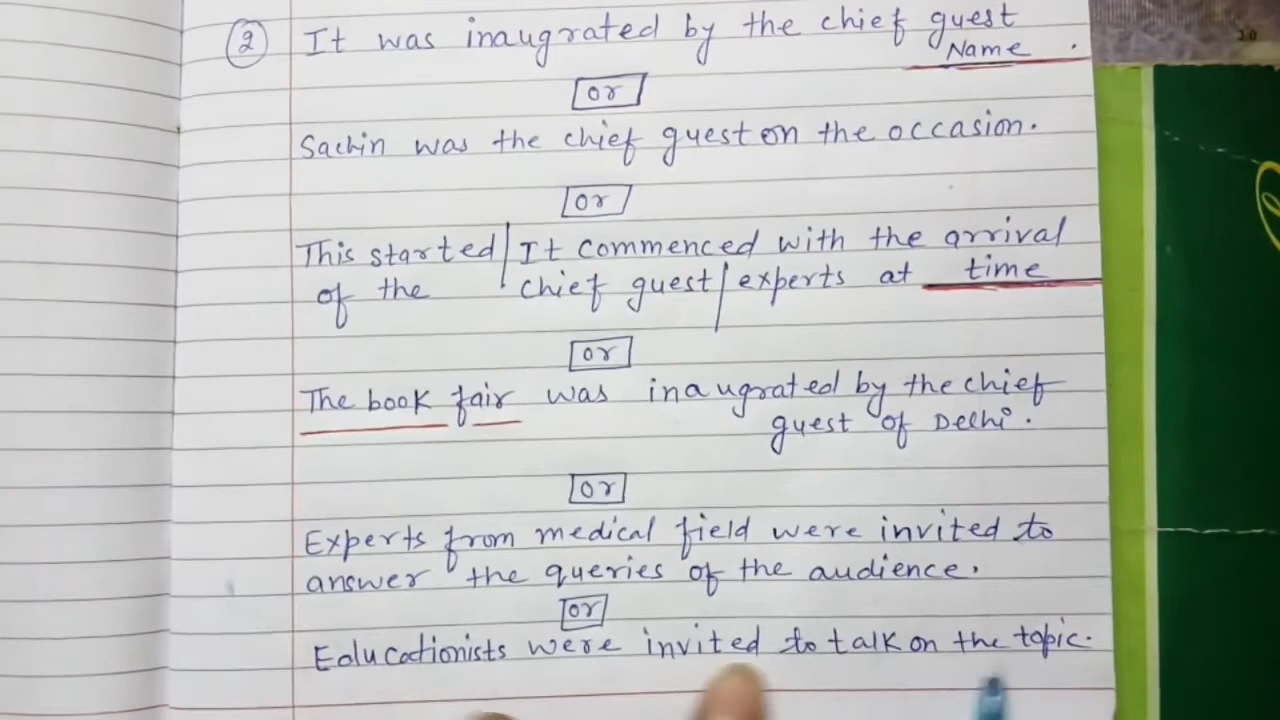 2 It was inaugrated by the chief guest
Name .
or
Sachin was the chief guest on the occasion.
or
This started / It commenced with the arrival
of the chief guest / experts at time
or
The book fair was inaugrated by the chief
guest of Delhi.
or
Experts from medical field were invited to
answer the queries of the audience.
or
Educationists were invited to talk on the topic.